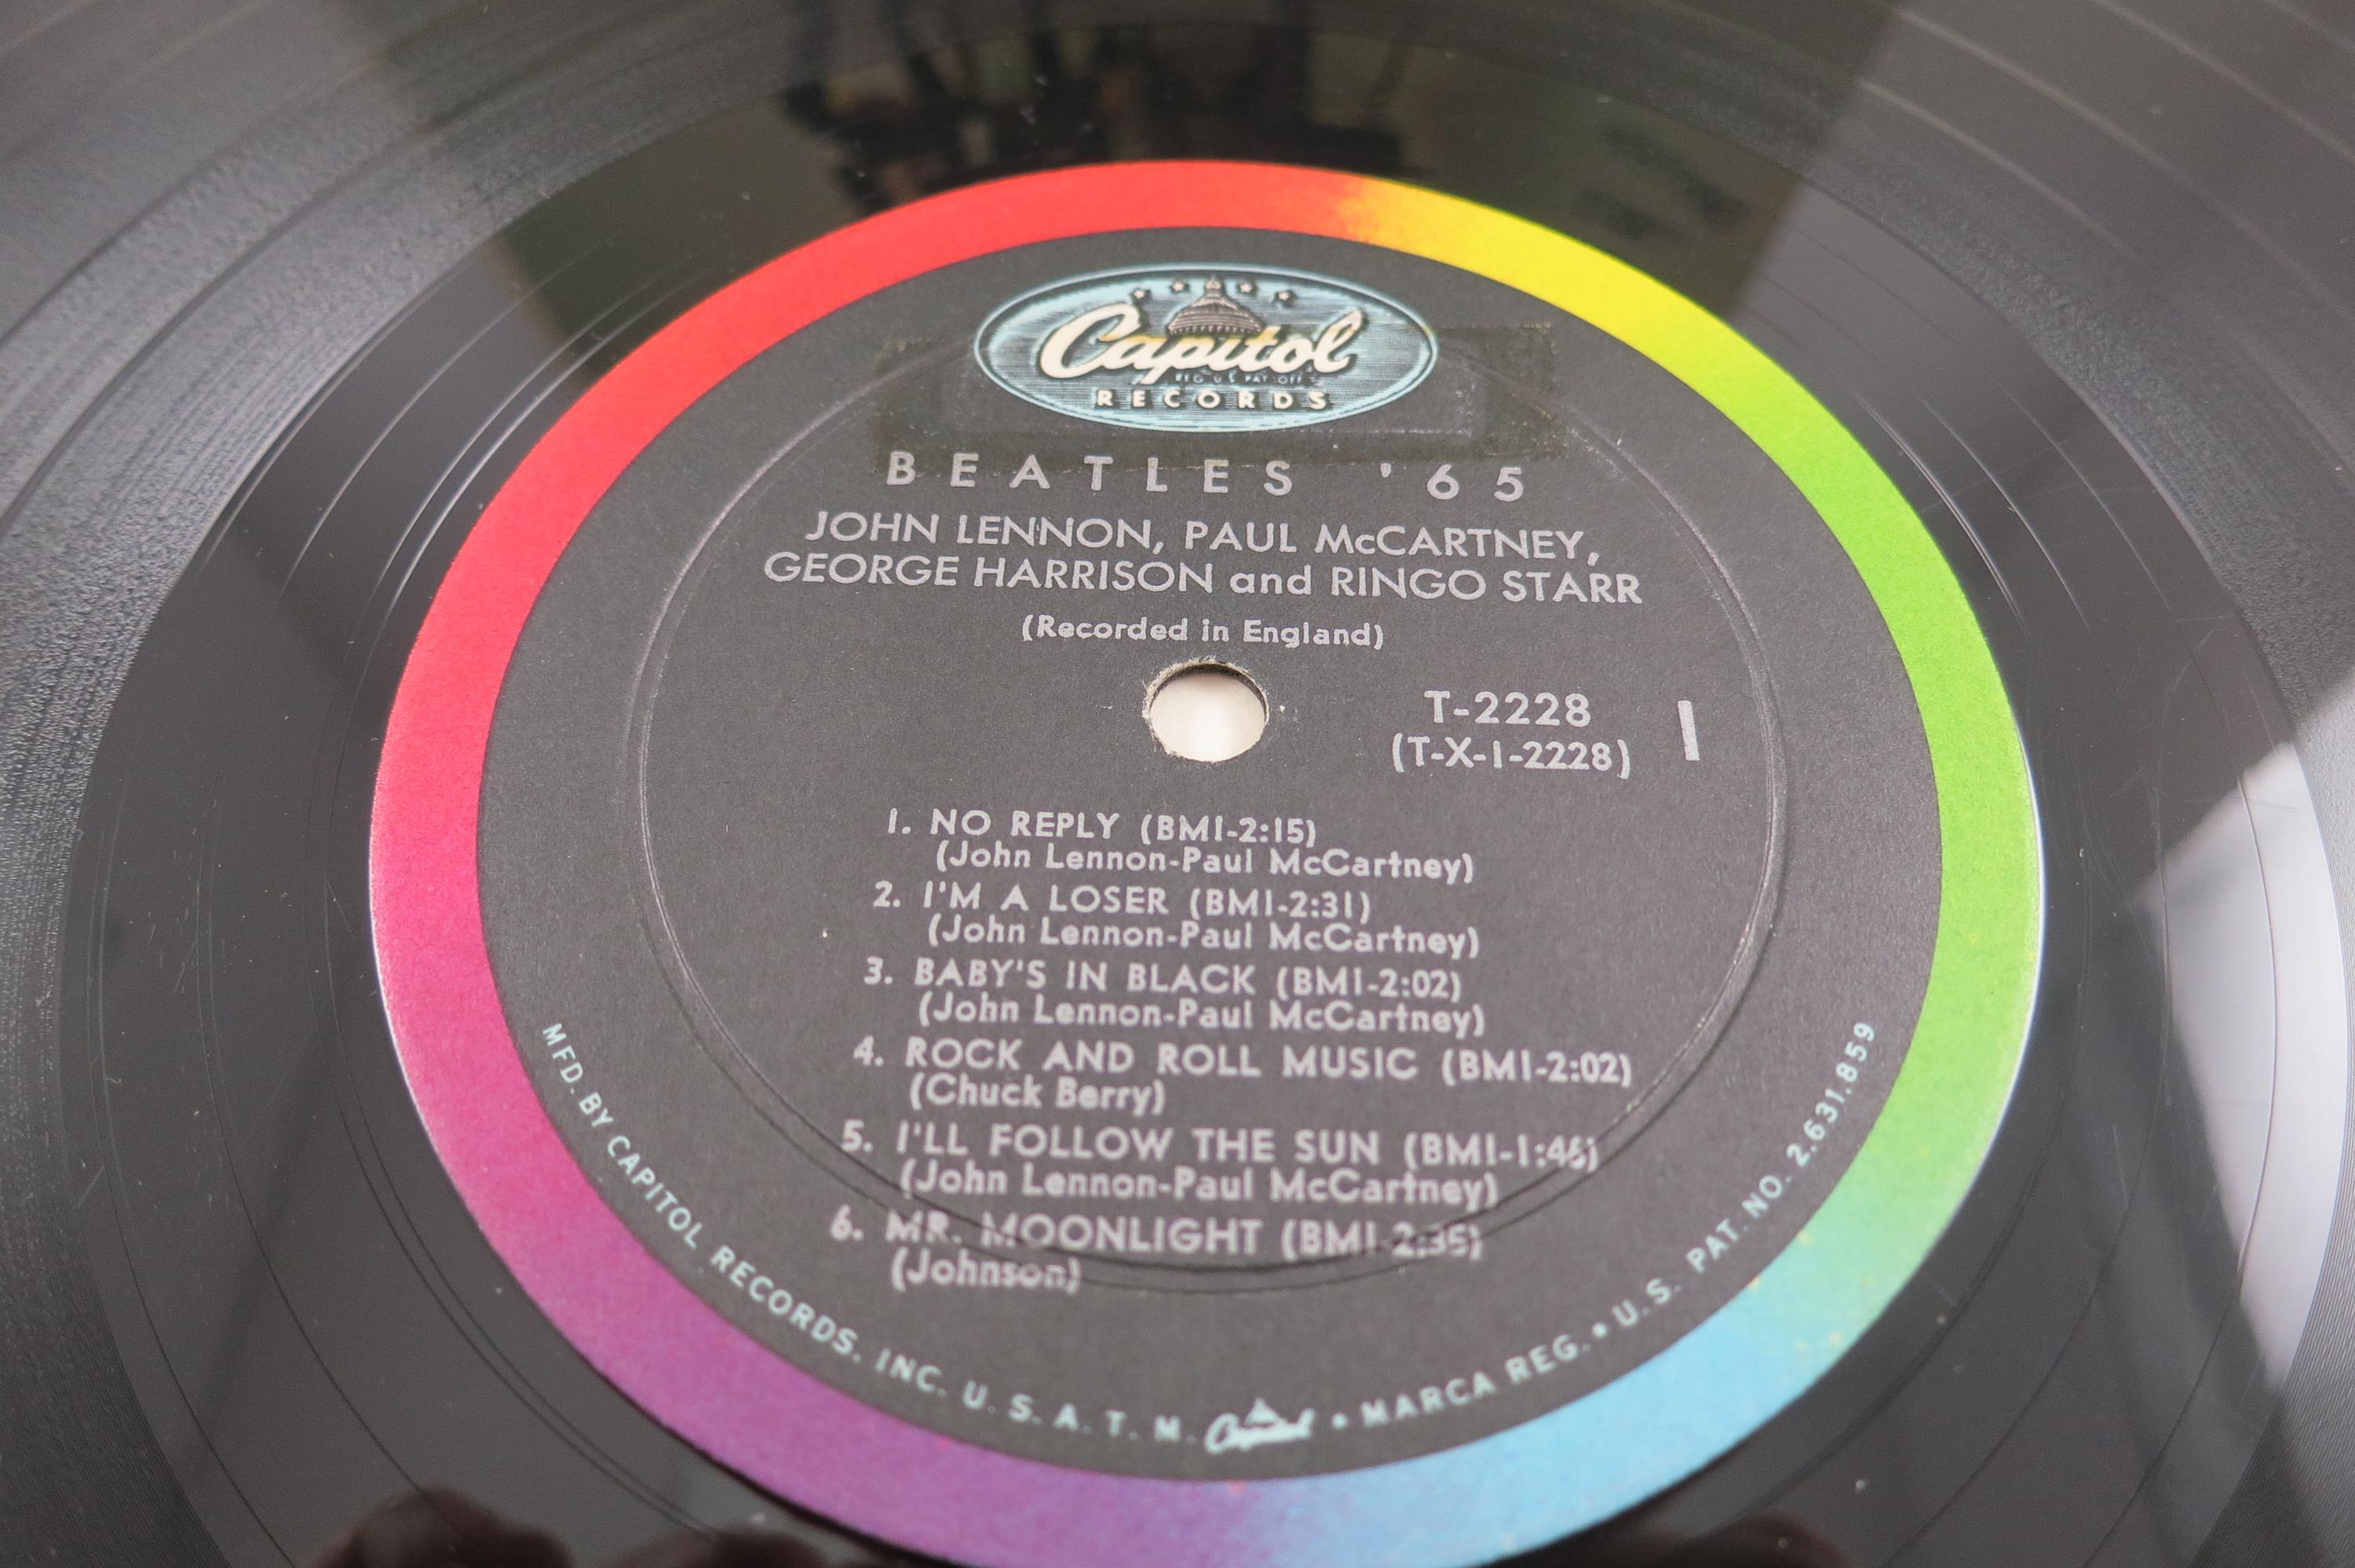 Capitol
REG. U.S. PAT. OFF.
RECORDS
BEATLES '65
JOHN LENNON, PAUL McCARTNEY,
GEORGE HARRISON and RINGO STARR
(Recorded in England)
T-2228
(T-X-1-2228)
1
1. NO REPLY (BMI-2:15)
(John Lennon-Paul McCartney)
2. I'M A LOSER (BMI-2:31)
(John Lennon-Paul McCartney)
3. BABY'S IN BLACK (BMI-2:02)
(John Lennon-Paul McCartney)
4. ROCK AND ROLL MUSIC (BMI-2:02)
(Chuck Berry)
5. I'LL FOLLOW THE SUN (BMI-1:46)
(John Lennon-Paul McCartney)
6. MR. MOONLIGHT (BMI-2:35)
(Johnson)
MFD. BY CAPITOL RECORDS, INC. U. S. A. T. M. Capitol • MARCA REG. • U.S. PAT. NO. 2,631,859